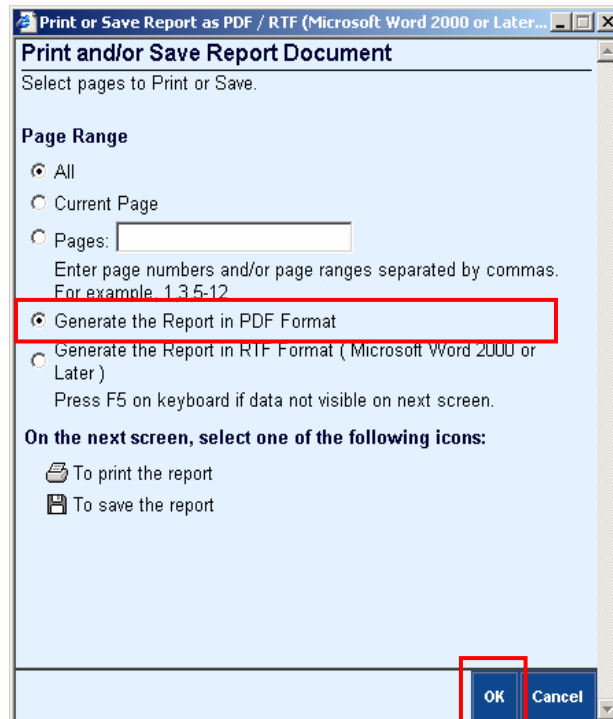 Print or Save Report as PDF / RTF (Microsoft Word 2000 or Later...
Print and/or Save Report Document
Select pages to Print or Save.
Page Range
All
Current Page
Pages:
Enter page numbers and/or page ranges separated by commas.
For example, 1,3,5-12
Generate the Report in PDF Format
Generate the Report in RTF Format ( Microsoft Word 2000 or
Later )
Press F5 on keyboard if data not visible on next screen.
On the next screen, select one of the following icons:
To print the report
To save the report
OK Cancel